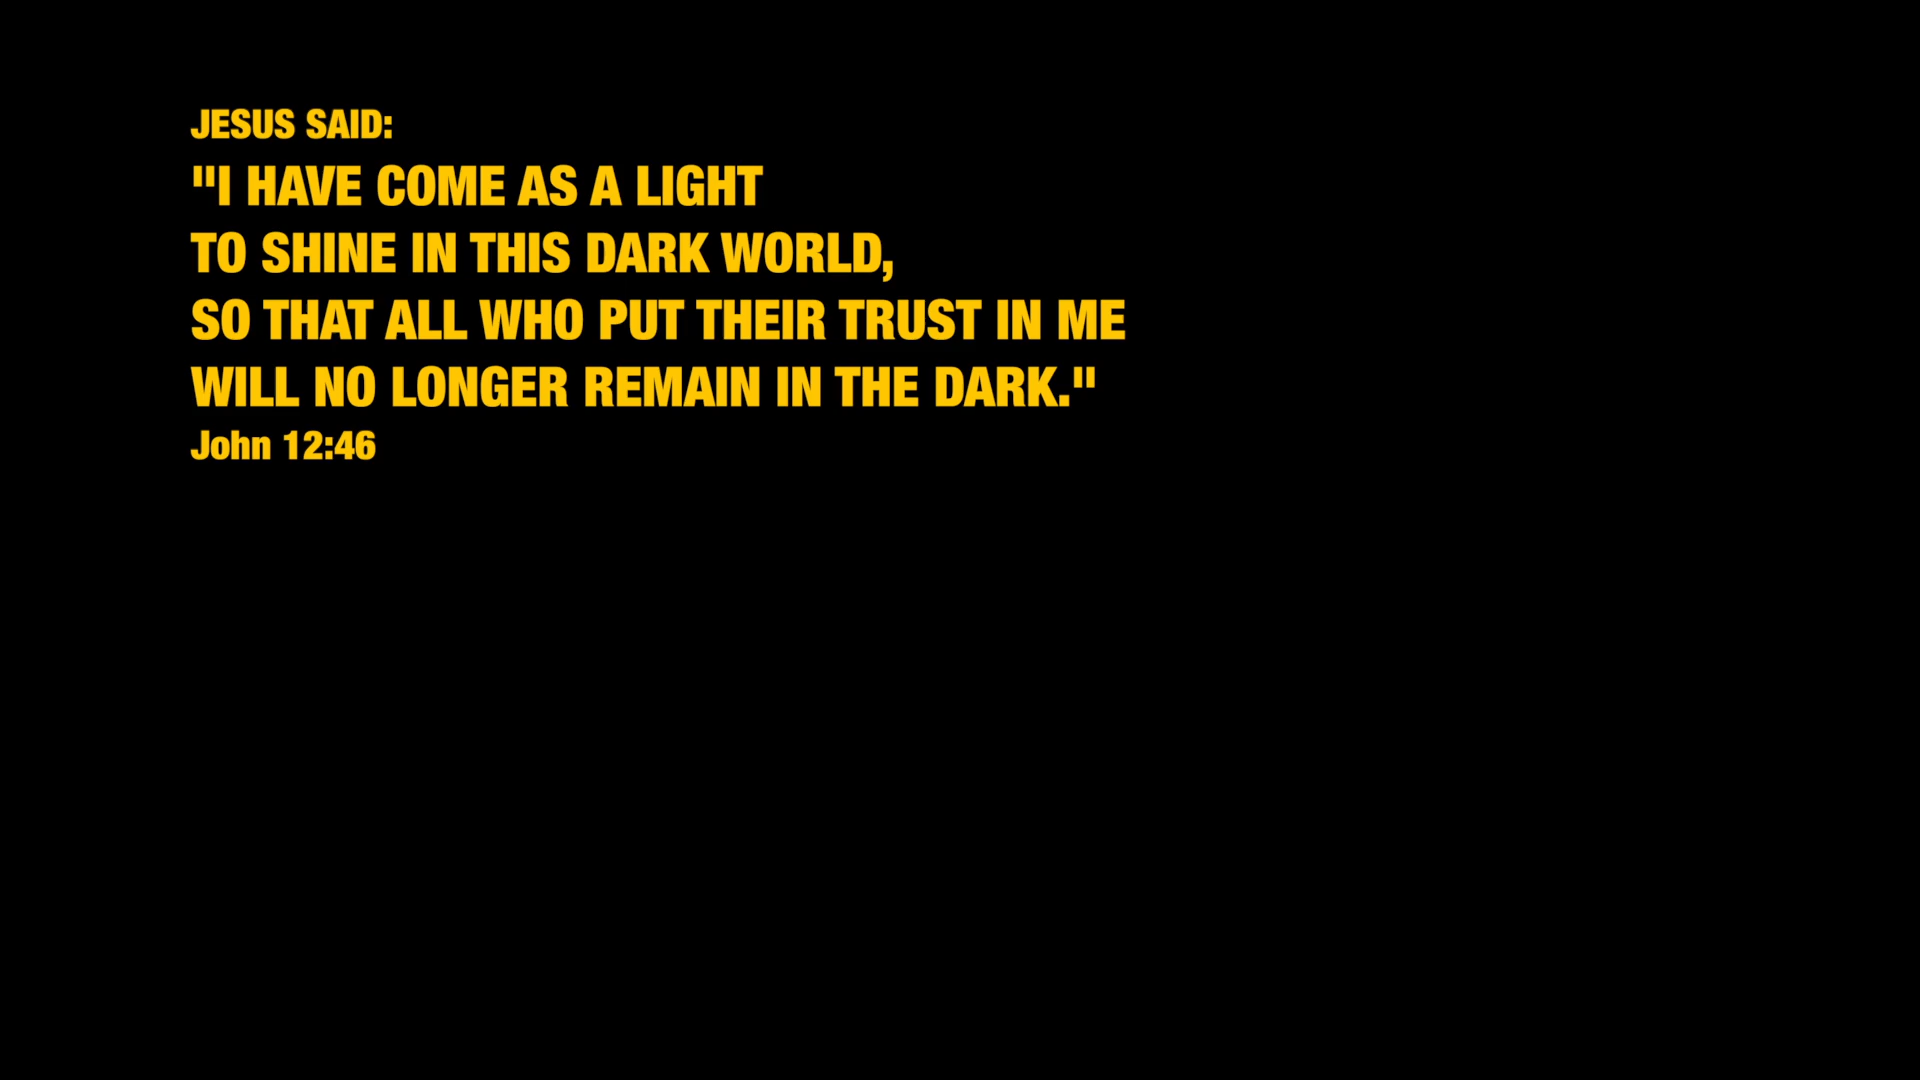 JESUS SAID:
"I HAVE COME AS A LIGHT
TO SHINE IN THIS DARK WORLD,
SO THAT ALL WHO PUT THEIR TRUST IN ME
WILL NO LONGER REMAIN IN THE DARK."
John 12:46